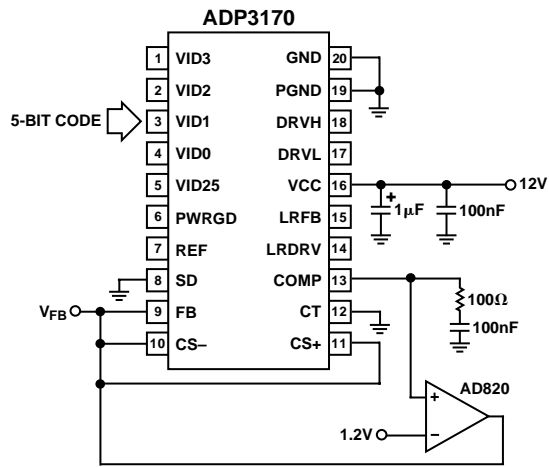 ADP3170
1 VID3
GND 20
2 VID2
PGND 19
5-BIT CODE
3 VID1
DRVH 18
4 VID0
DRVL 17
5 VID25
VCC 16
12V
+
1μF
100nF
6 PWRGD
LRFB 15
7 REF
LRDRV 14
8 SD
COMP 13
100Ω
100nF
VFB
9 FB
CT 12
10 CS–
CS+ 11
AD820
+
1.2V
–